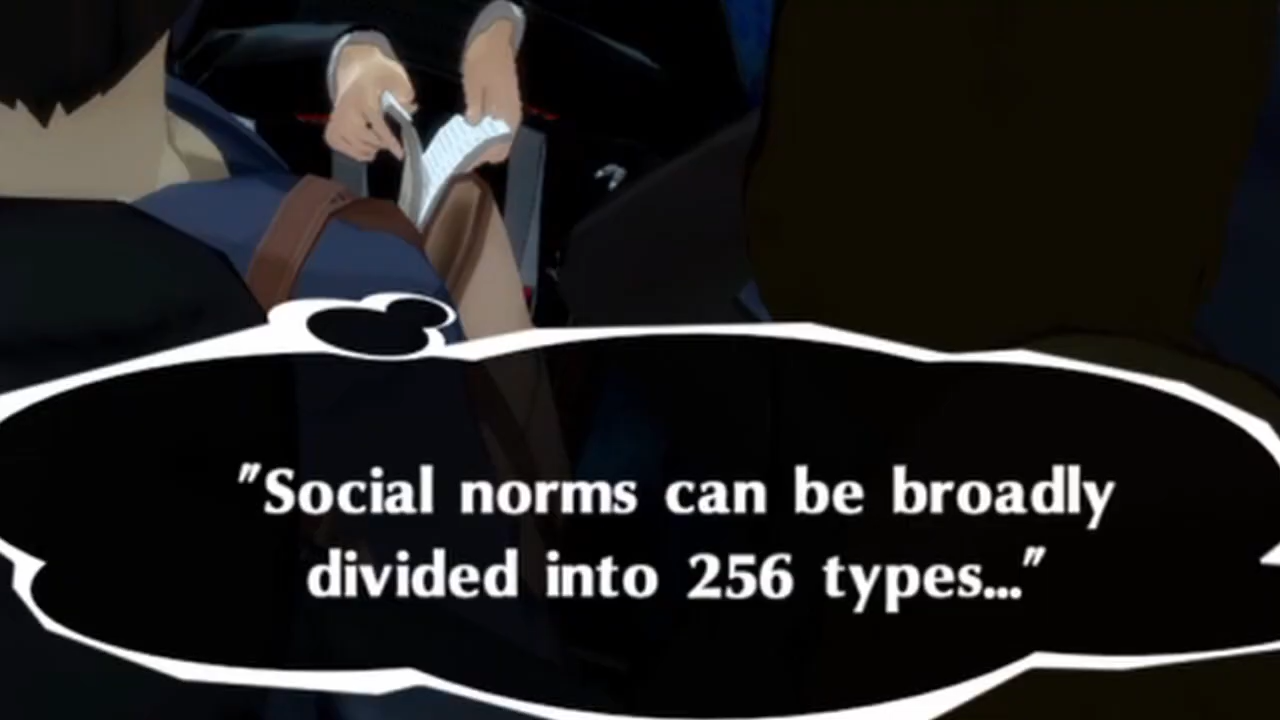 "Social norms can be broadly
divided into 256 types..."